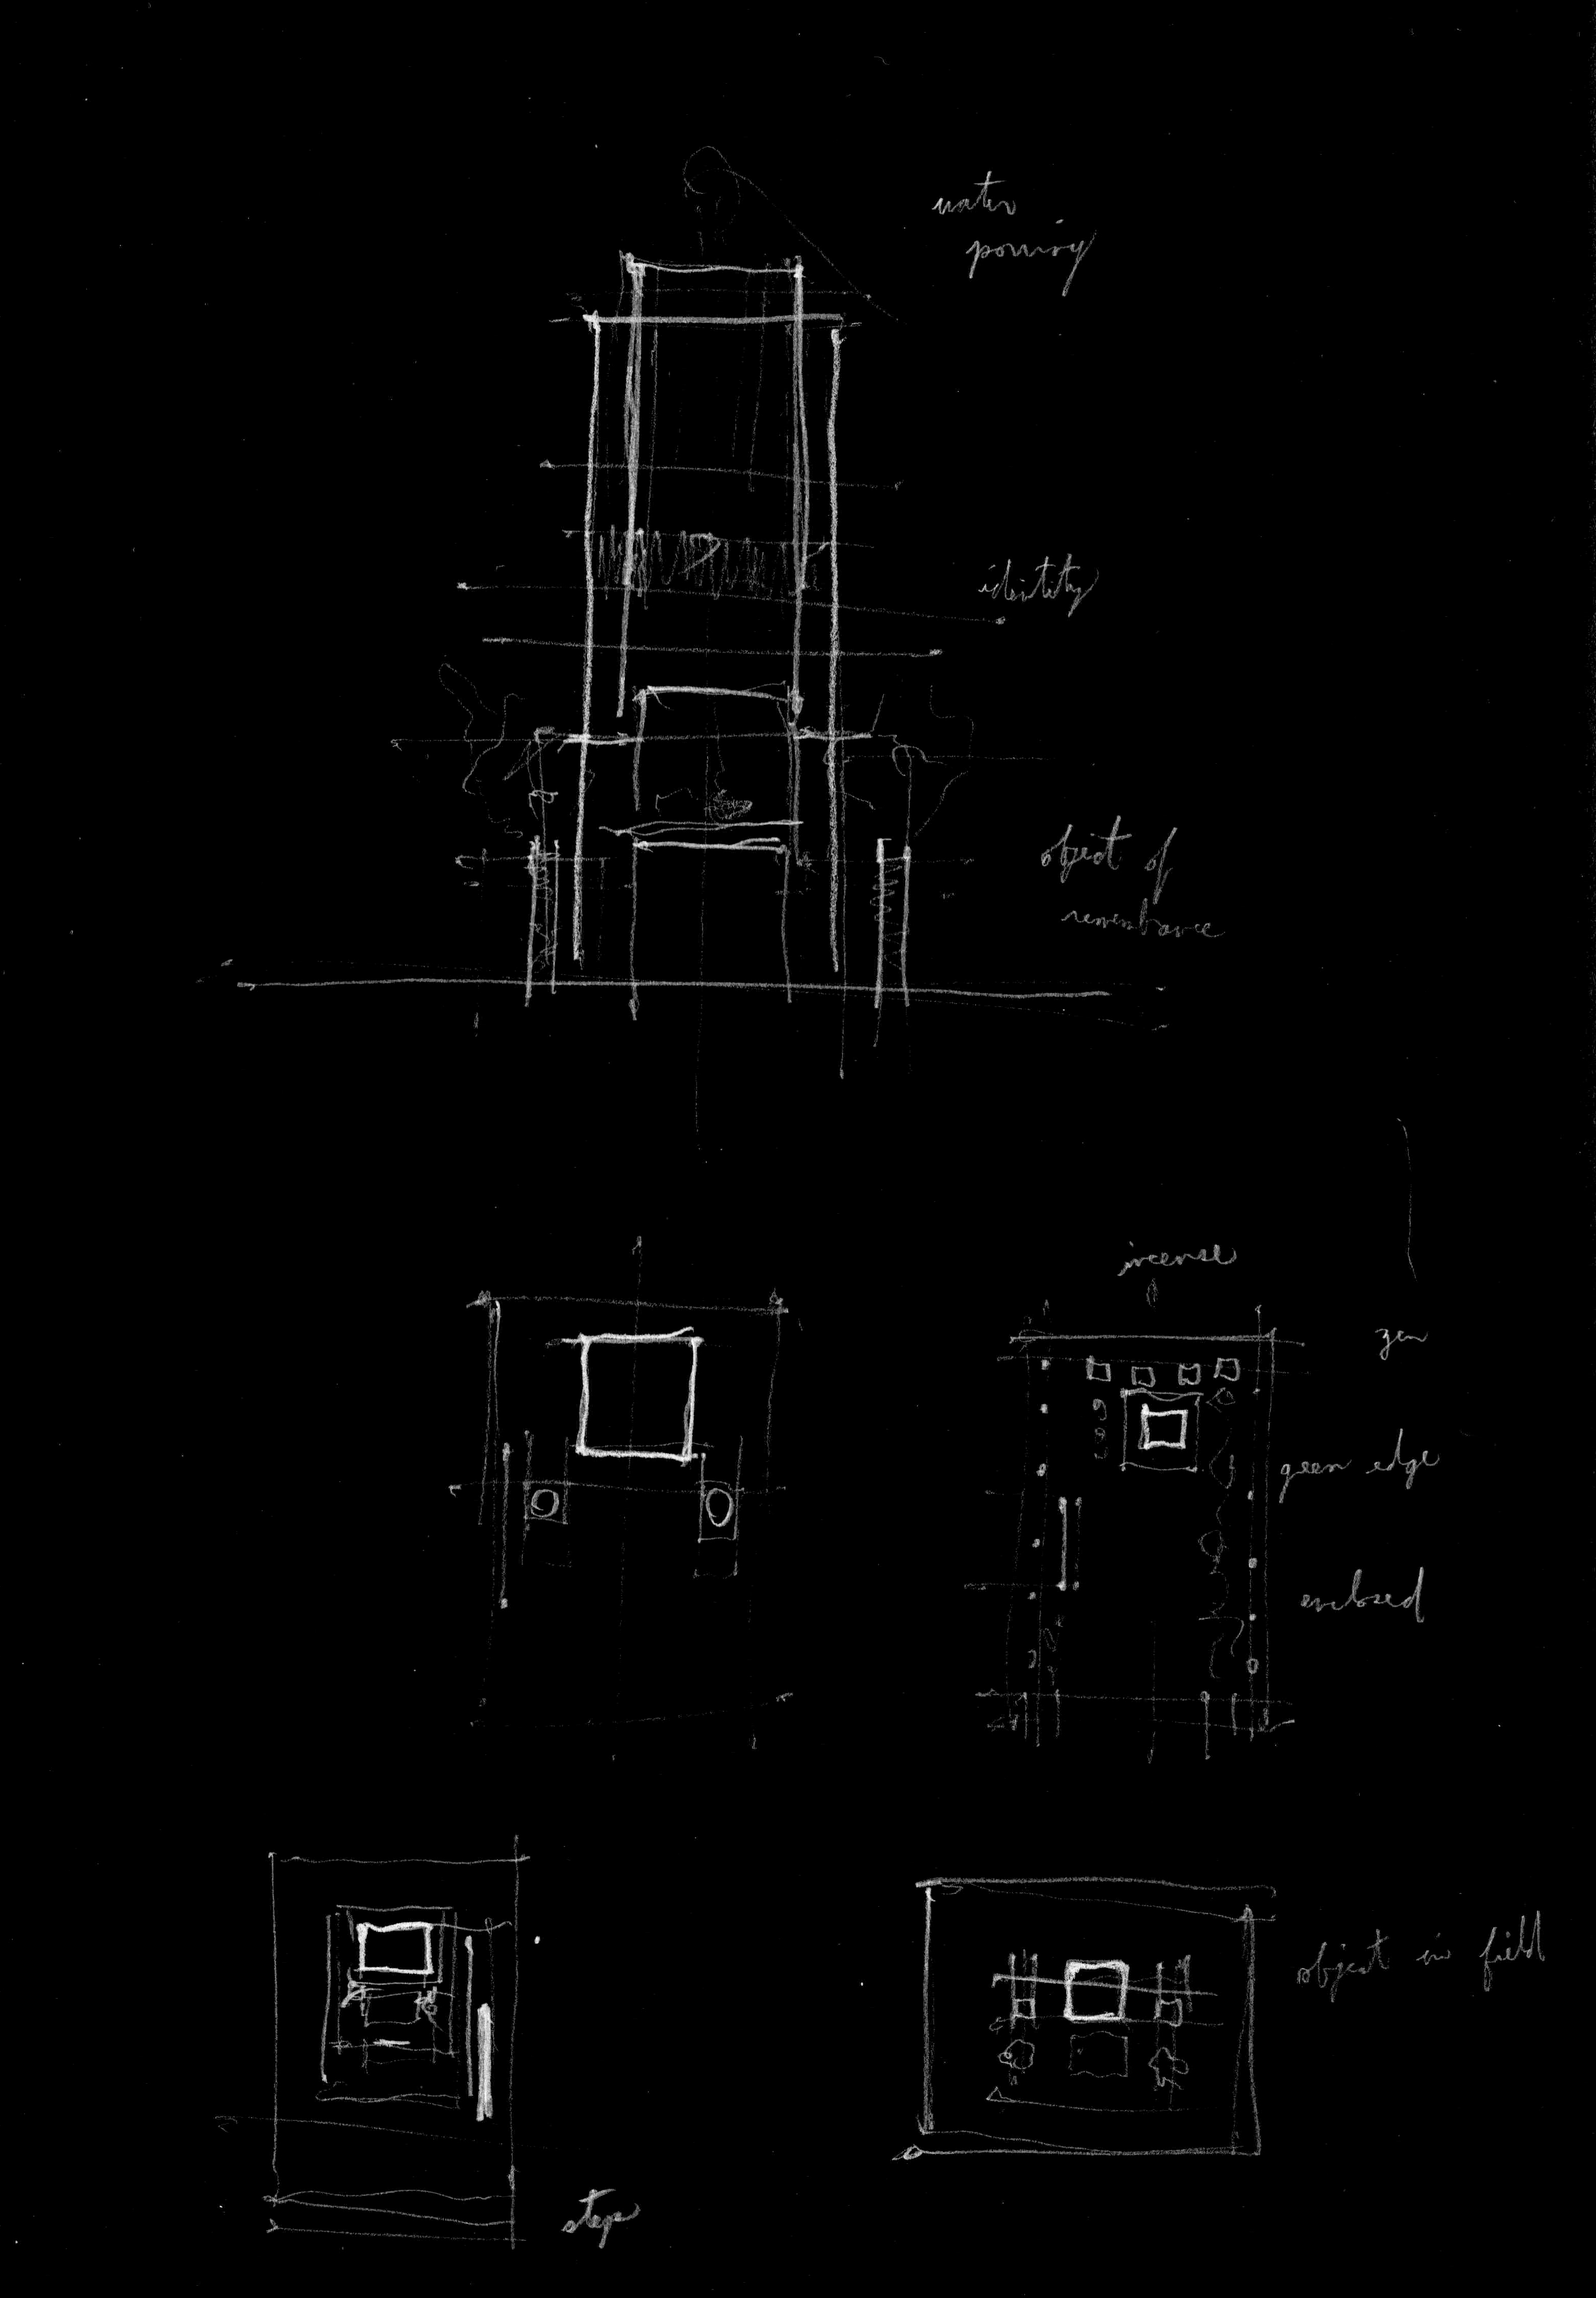 water
pouring
identity
object of
remembrance
incense
zen
green edge
enclosed
object in field
steps